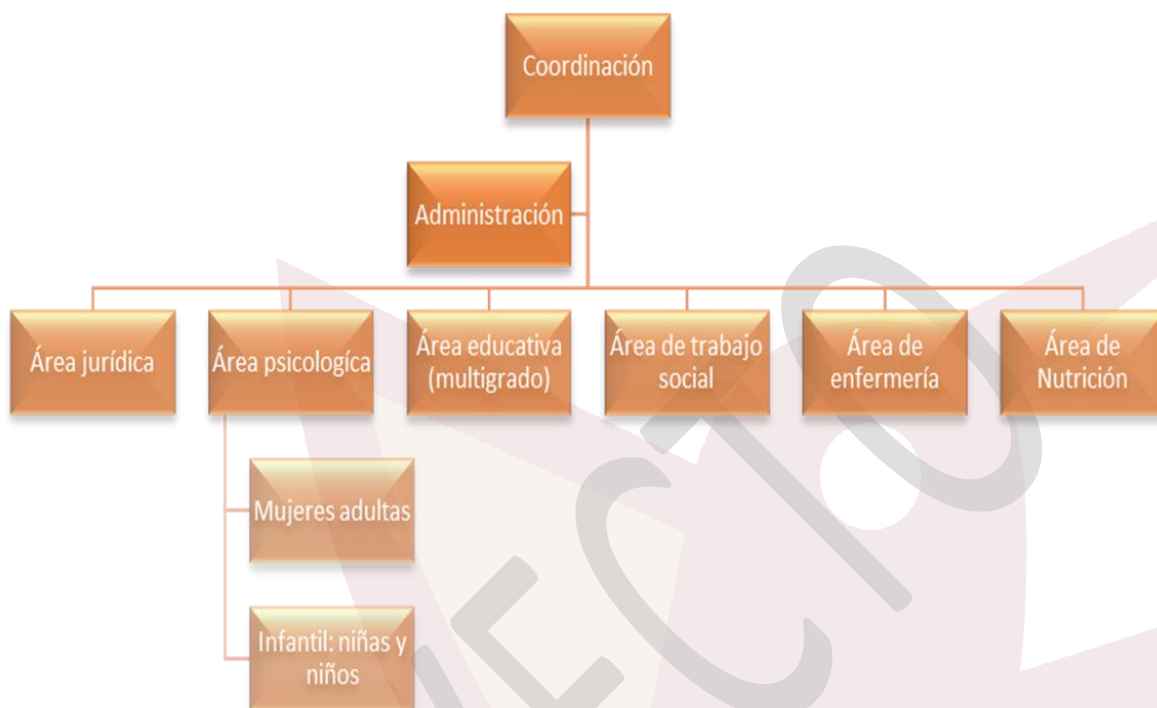 Coordinación
Administración
Área jurídica
Área psicologíca
Área educativa
(multigrado)
Área de trabajo
social
Área de
enfermería
Área de
Nutrición
Mujeres adultas
Infantil: niñas y
niños